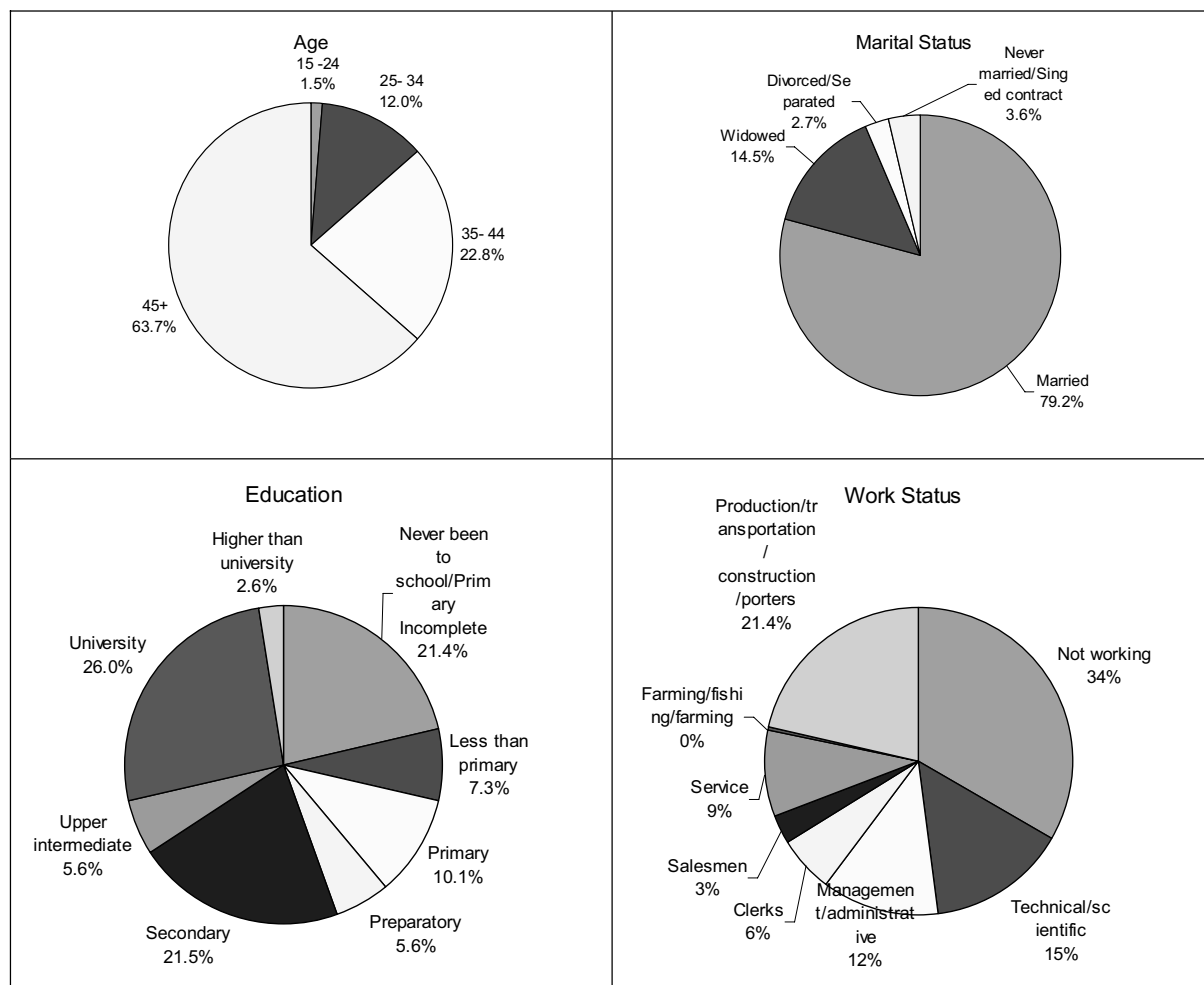 Age
15 -24
1.5%
25- 34
12.0%
35- 44
22.8%
45+
63.7%
Marital Status
Never
married/Sing
ed contract
3.6%
Divorced/Se
parated
2.7%
Widowed
14.5%
Married
79.2%
Education
Higher than
university
2.6%
Never been
to
school/Prim
ary
Incomplete
21.4%
University
26.0%
Less than
primary
7.3%
Upper
intermediate
5.6%
Primary
10.1%
Secondary
21.5%
Preparatory
5.6%
Work Status
Production/tr
ansportation
/
construction
/porters
21.4%
Not working
34%
Farming/fishi
ng/farming
0%
Service
9%
Salesmen
3%
Clerks
6%
Managemen
t/administrat
ive
12%
Technical/sc
ientific
15%